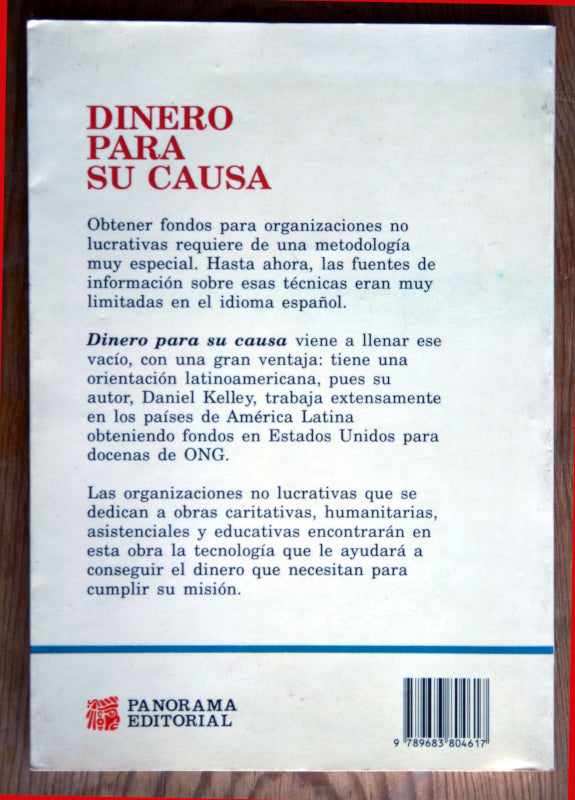 DINERO
PARA
SU CAUSA
Obtener fondos para organizaciones no
lucrativas requiere de una metodología
muy especial. Hasta ahora, las fuentes de
información sobre esas técnicas eran muy
limitadas en el idioma español.
Dinero para su causa viene a llenar ese
vacío, con una gran ventaja: tiene una
orientación latinoamericana, pues su
autor, Daniel Kelley, trabaja extensamente
en los países de América Latina
obteniendo fondos en Estados Unidos para
docenas de ONG.
Las organizaciones no lucrativas que se
dedican a obras caritativas, humanitarias,
asistenciales y educativas encontrarán en
esta obra la tecnología que le ayudará a
conseguir el dinero que necesitan para
cumplir su misión.
PANORAMA
EDITORIAL
9 789683 804617